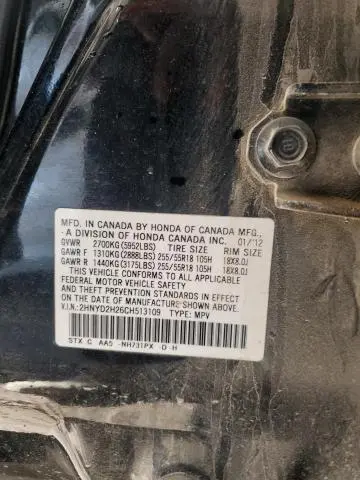 MFD. IN CANADA BY HONDA OF CANADA MFG.,
A DIVISION OF HONDA CANADA INC. 01/'12
GVWR 2700KG (5952LBS) TIRE SIZE RIM SIZE
GAWR F 1310KG (2888LBS) 255/55R18 105H 18X8.0J
GAWR R 1440KG (3175LBS) 255/55R18 105H 18X8.0J
THIS VEHICLE CONFORMS TO ALL APPLICABLE
FEDERAL MOTOR VEHICLE SAFETY AND THEFT
PREVENTION STANDARDS IN EFFECT ON THE DATE
OF MANUFACTURE SHOWN ABOVE.
V.I.N.:2HNYD2H26CH513109 TYPE: MPV
STX C AA5 -NH731PX -D-H